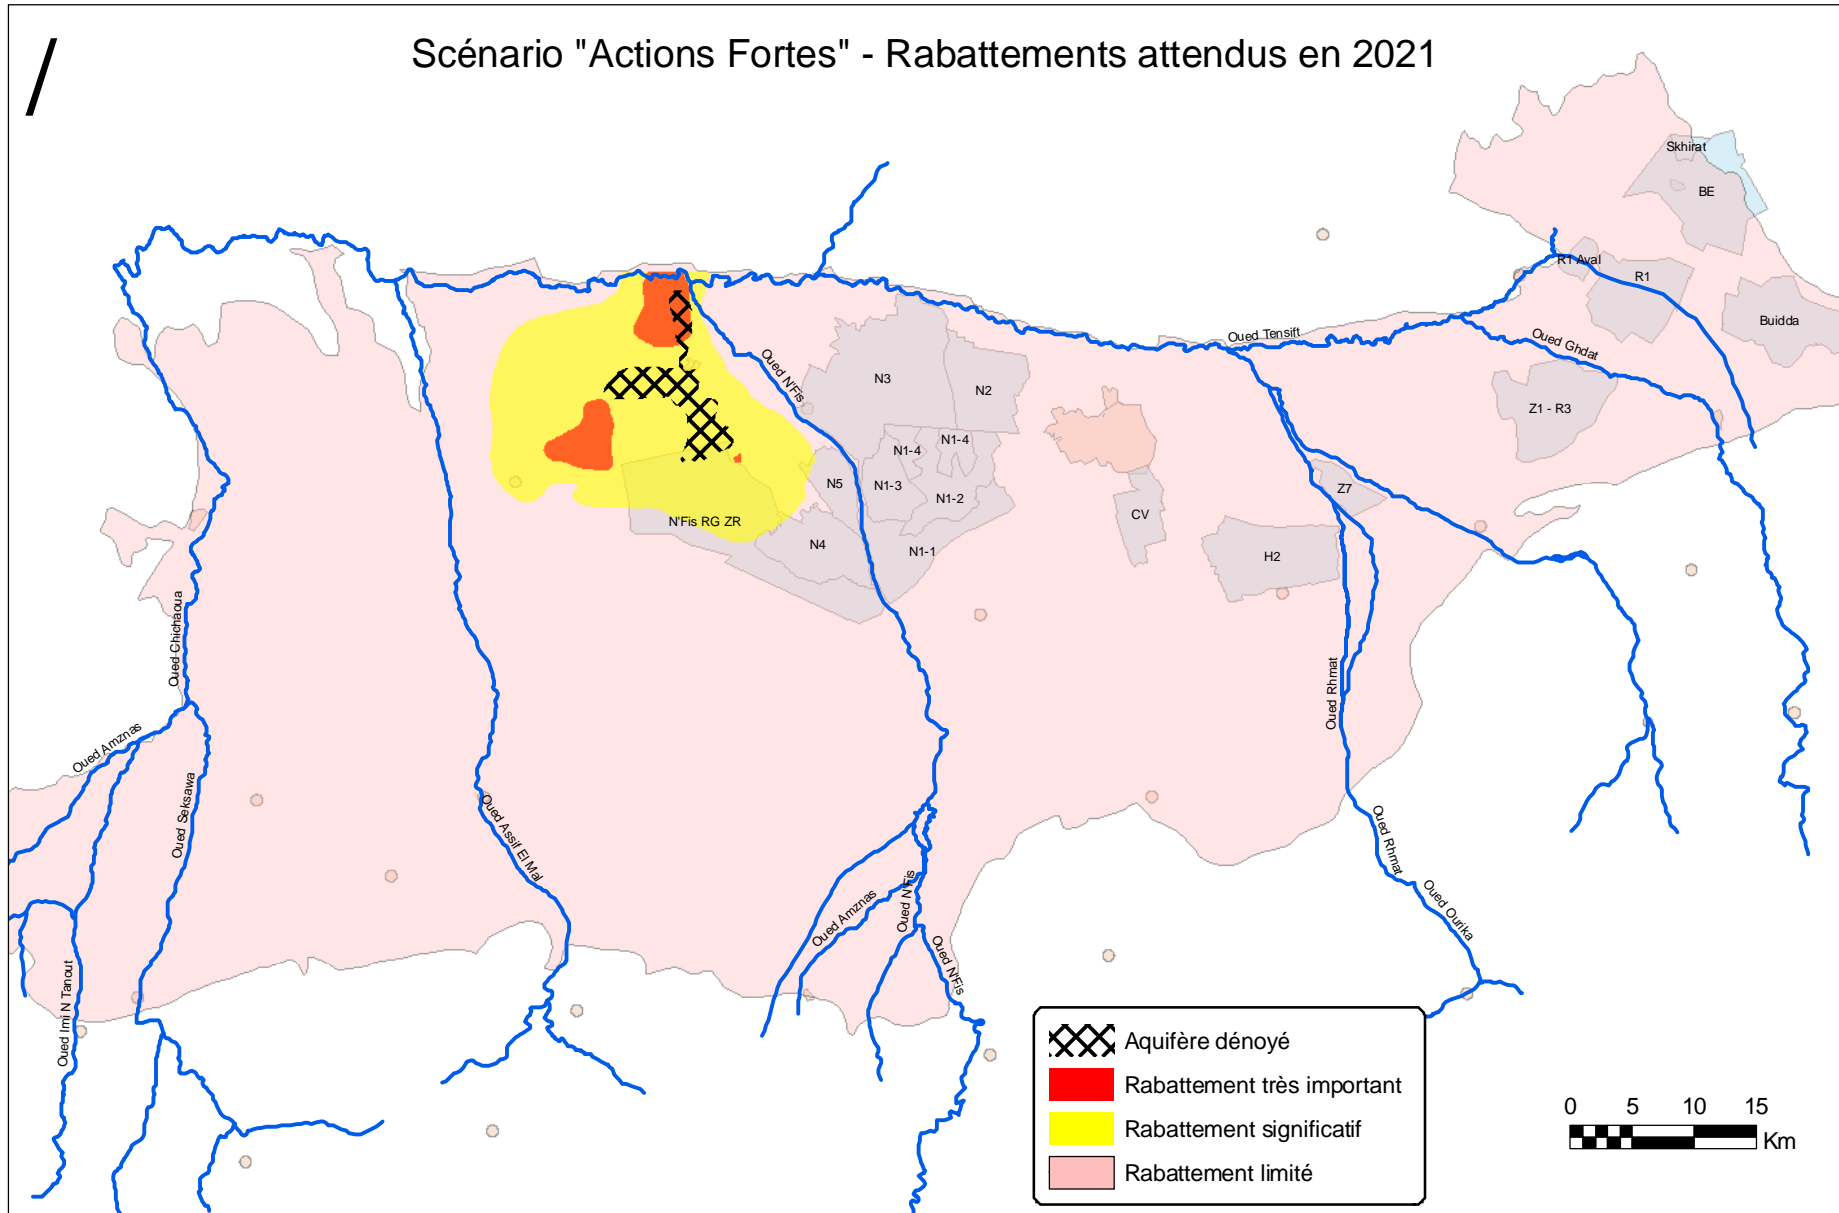 Scénario "Actions Fortes" - Rabattements attendus en 2021
Skhirat
BE
R1 Aval
R1
Buidda
Oued Tensift
Oued Ghdat
Oued N'Fis
N3
N2
Z1 - R3
N1-4
N1-4
N5
N1-3
N1-2
Z7
CV
N'Fis RG ZR
N4
N1-1
H2
Oued Chichaoua
Oued Rhmat
Oued Amznas
Oued Seksawa
Oued Assif El Mal
Oued Rhmat
Oued Amznas
Oued N'Fis
Oued Ourika
Oued N'Fis
Oued Imi N Tanout
Aquifère dénoyé
Rabattement très important
Rabattement significatif
Rabattement limité
0 5 10 15
Km